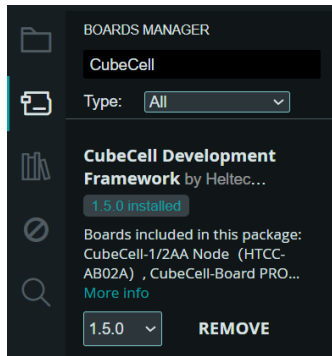 BOARDS MANAGER
CubeCell
Type: All
CubeCell Development
Framework by Heltec...
1.5.0 installed
Boards included in this package:
CubeCell-1/2AA Node（HTCC-
AB02A）, CubeCell-Board PRO...
More info
1.5.0 REMOVE